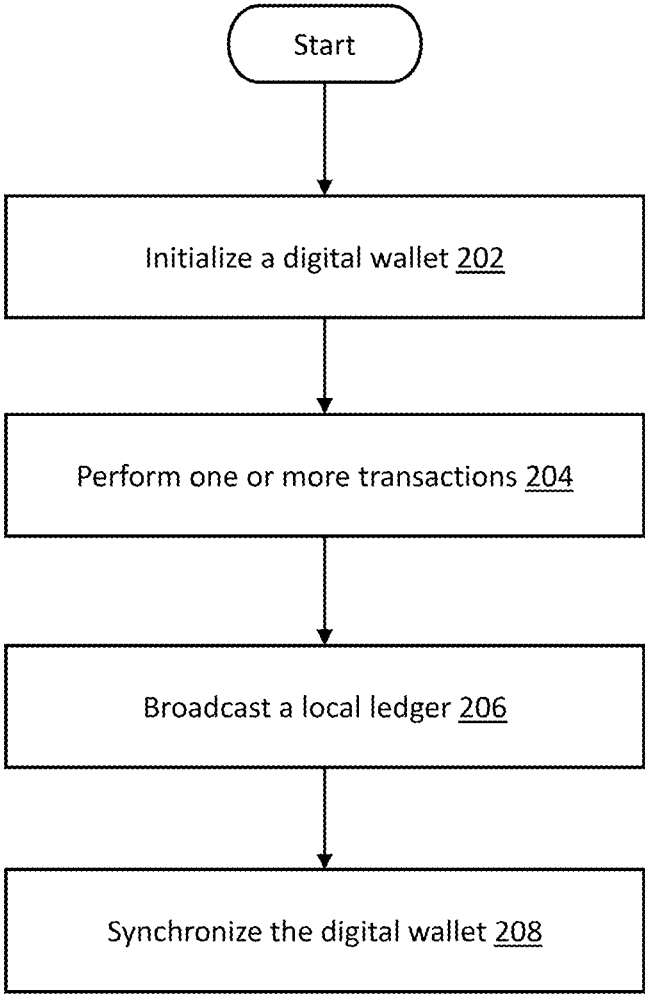 Start
Initialize a digital wallet 202
Perform one or more transactions 204
Broadcast a local ledger 206
Synchronize the digital wallet 208